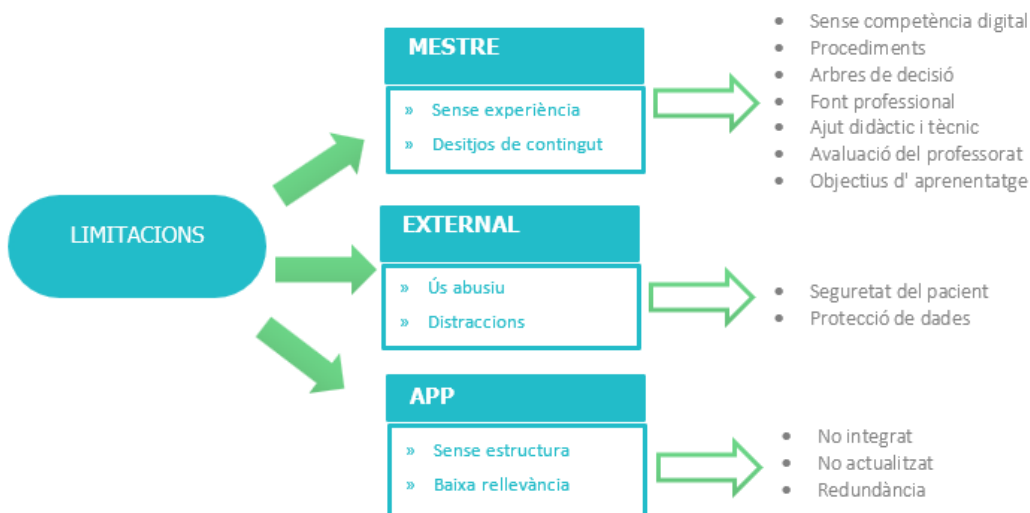 LIMITACIONS
MESTRE
» Sense experiència
» Desitjos de contingut
• Sense competència digital
• Procediments
• Arbres de decisió
• Font professional
• Ajut didàctic i tècnic
• Avaluació del professorat
• Objectius d' aprenentatge
EXTERNAL
» Ús abusiu
» Distraccions
• Seguretat del pacient
• Protecció de dades
APP
» Sense estructura
» Baixa rellevància
• No integrat
• No actualitzat
• Redundància